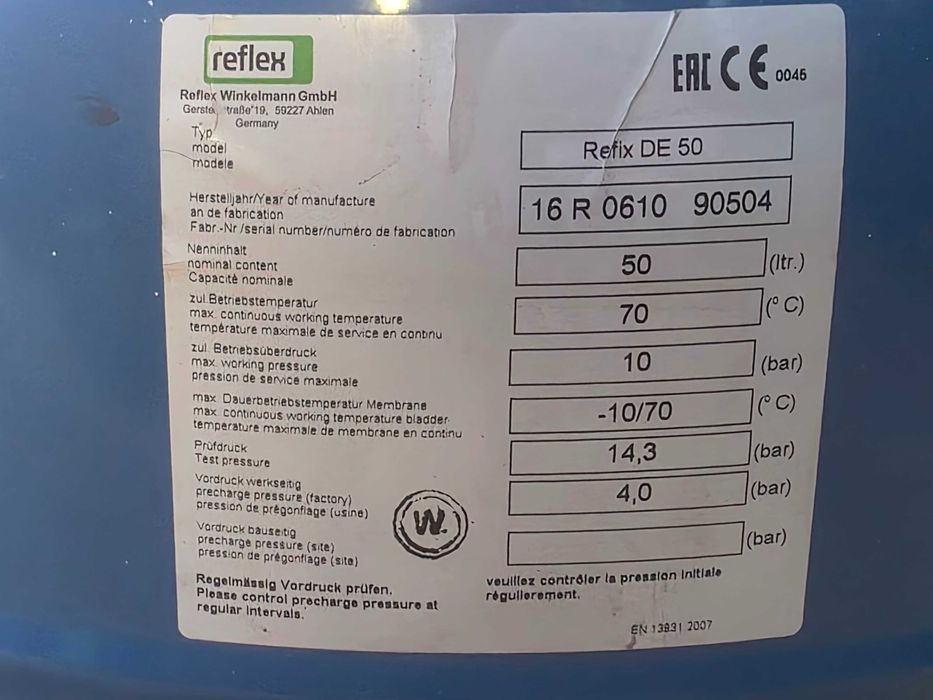 reflex
EAC CE 0045
Reflex Winkelmann GmbH
19, 59227 Ahlen
Germany
Typ
model
modele
Refix DE 50
Herstelljahr/Year of manufacture
an de fabrication
Fabr.-Nr /serial number/numéro de fabrication
16 R 0610 90504
Nenninhalt
nominal content
Capacité nominale
50 (ltr.)
zul.Betriebstemperatur
max. continuous working temperature
température maximale de service en continu
70 (° C)
zul. Betriebsüberdruck
max. working pressure
pression de service maximale
10 (bar)
max. Dauerbetriebstemperatur Membrane
max. continuous working temperature bladder
temperature maximale de membrane en continu
-10/70 (° C)
Prüfdruck
Test pressure
14,3 (bar)
Vordruck werkseitig
precharge pressure (factory)
pression de prégonflage (usine)
4,0 (bar)
W.
Vordruck bauseitig
precharge pressure (site)
pression de prégonflage (site)
(bar)
Regelmässig Vordruck prüfen.
Please control precharge pressure at
regular intervals.
veuillez contrôler la pression initiale
régulierement.
EN 13831 2007